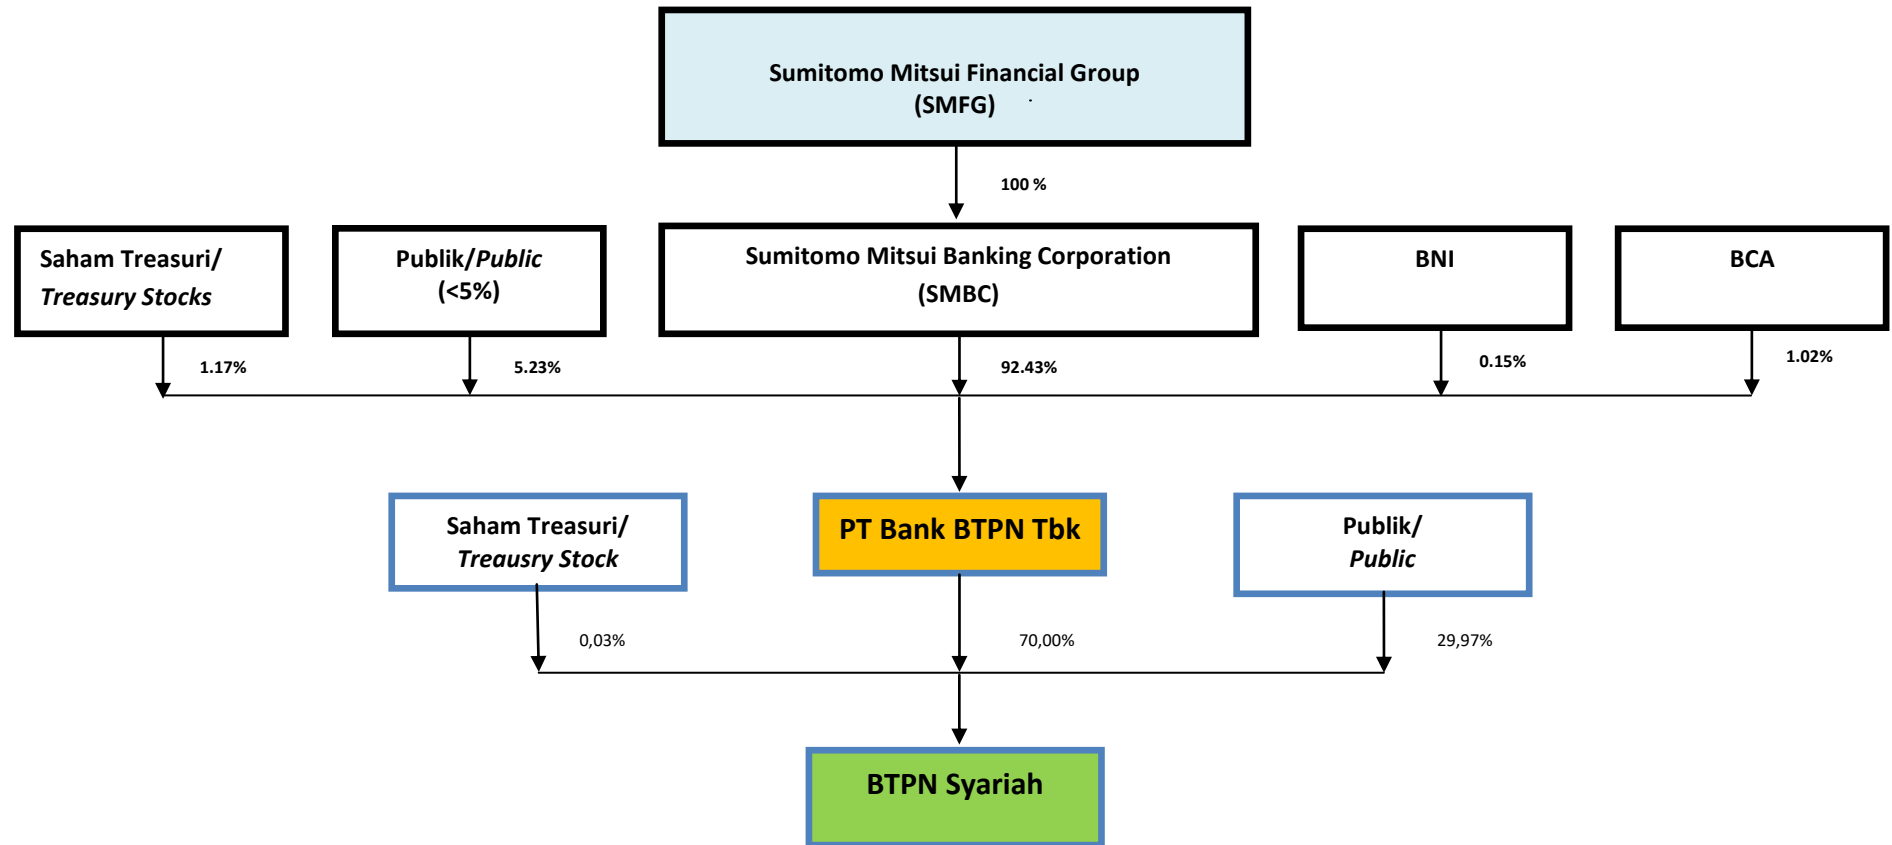 Sumitomo Mitsui Financial Group
(SMFG)
100 %
Saham Treasuri/
Treasury Stocks
Publik/Public
(<5%)
Sumitomo Mitsui Banking Corporation
(SMBC)
BNI
BCA
1.17%
5.23%
92.43%
0.15%
1.02%
Saham Treasuri/
Treausry Stock
PT Bank BTPN Tbk
Publik/
Public
0,03%
70,00%
29,97%
BTPN Syariah